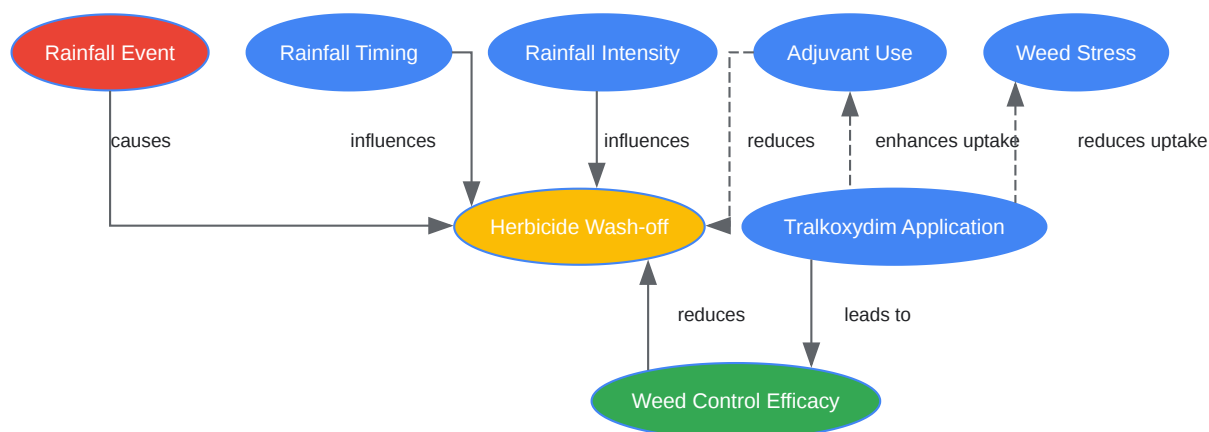 Rainfall Event
Rainfall Timing
Rainfall Intensity
Adjuvant Use
Weed Stress
causes
influences
influences
reduces
enhances uptake
reduces uptake
Herbicide Wash-off
Tralkoxydim Application
reduces
leads to
Weed Control Efficacy